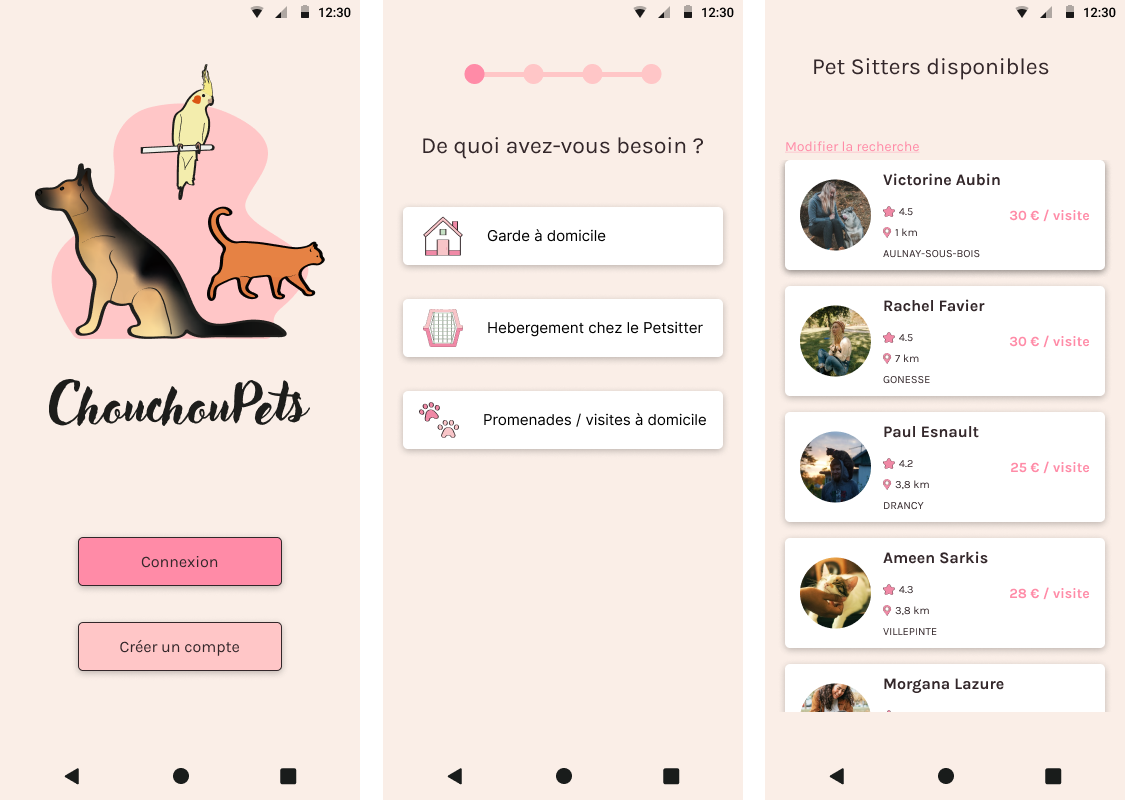 12:30
ChouchouPets
Connexion
Créer un compte
12:30
De quoi avez-vous besoin ?
Garde à domicile
Hebergement chez le Petsitter
Promenades / visites à domicile
12:30
Pet Sitters disponibles
Modifier la recherche
Victorine Aubin
4.5
30 € / visite
1 km
AULNAY-SOUS-BOIS
Rachel Favier
4.5
30 € / visite
7 km
GONESSE
Paul Esnault
4.2
25 € / visite
3,8 km
DRANCY
Ameen Sarkis
4.3
28 € / visite
3,8 km
VILLEPINTE
Morgana Lazure